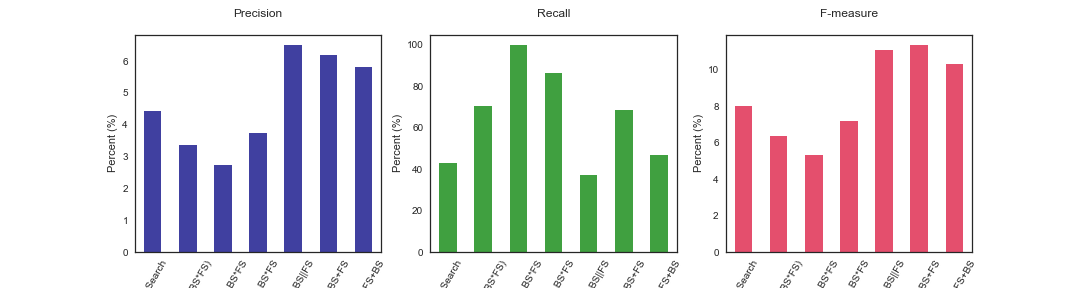 Precision
Recall
F-measure
Percent (%)
6
5
4
3
2
1
0
Search
BS*FS)
BS*FS
BS*FS
BS||FS
BS+FS
FS+BS
Percent (%)
100
80
60
40
20
0
Search
BS*FS)
BS*FS
BS*FS
BS||FS
BS+FS
FS+BS
Percent (%)
10
8
6
4
2
0
Search
BS*FS)
BS*FS
BS*FS
BS||FS
BS+FS
FS+BS